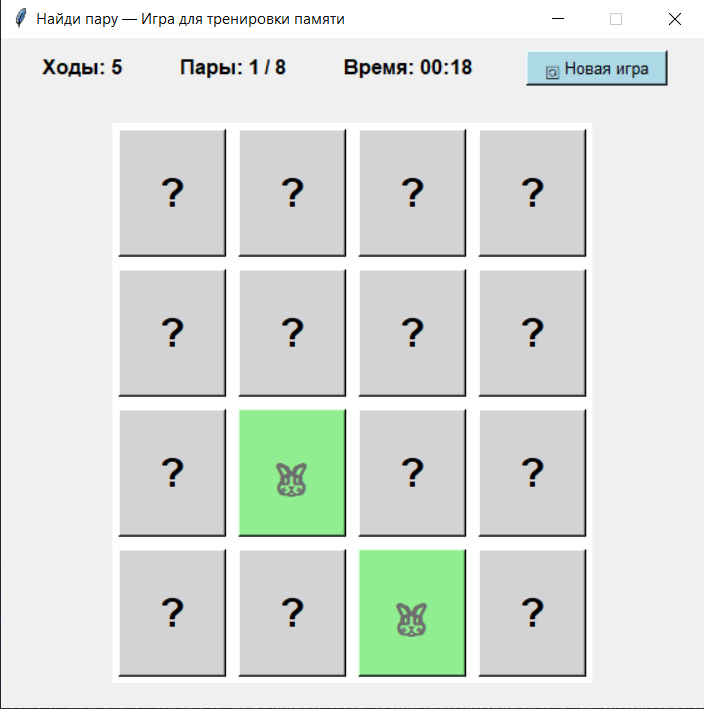 Найди пару — Игра для тренировки памяти
Ходы: 5 Пары: 1 / 8 Время: 00:18 Новая игра
? ? ? ?
? ? ? ?
? ? ?
? ? ?